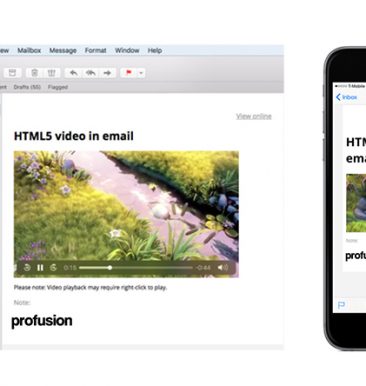 ew Mailbox Message Format Window Help
ent Drafts (55) Flagged
View online
HTML5 video in email
0:15
-0:44
Please note: Video playback may require right-click to play.
Note:
profusion
T-Mobile
Inbox
HTM
ema
Note:
profu